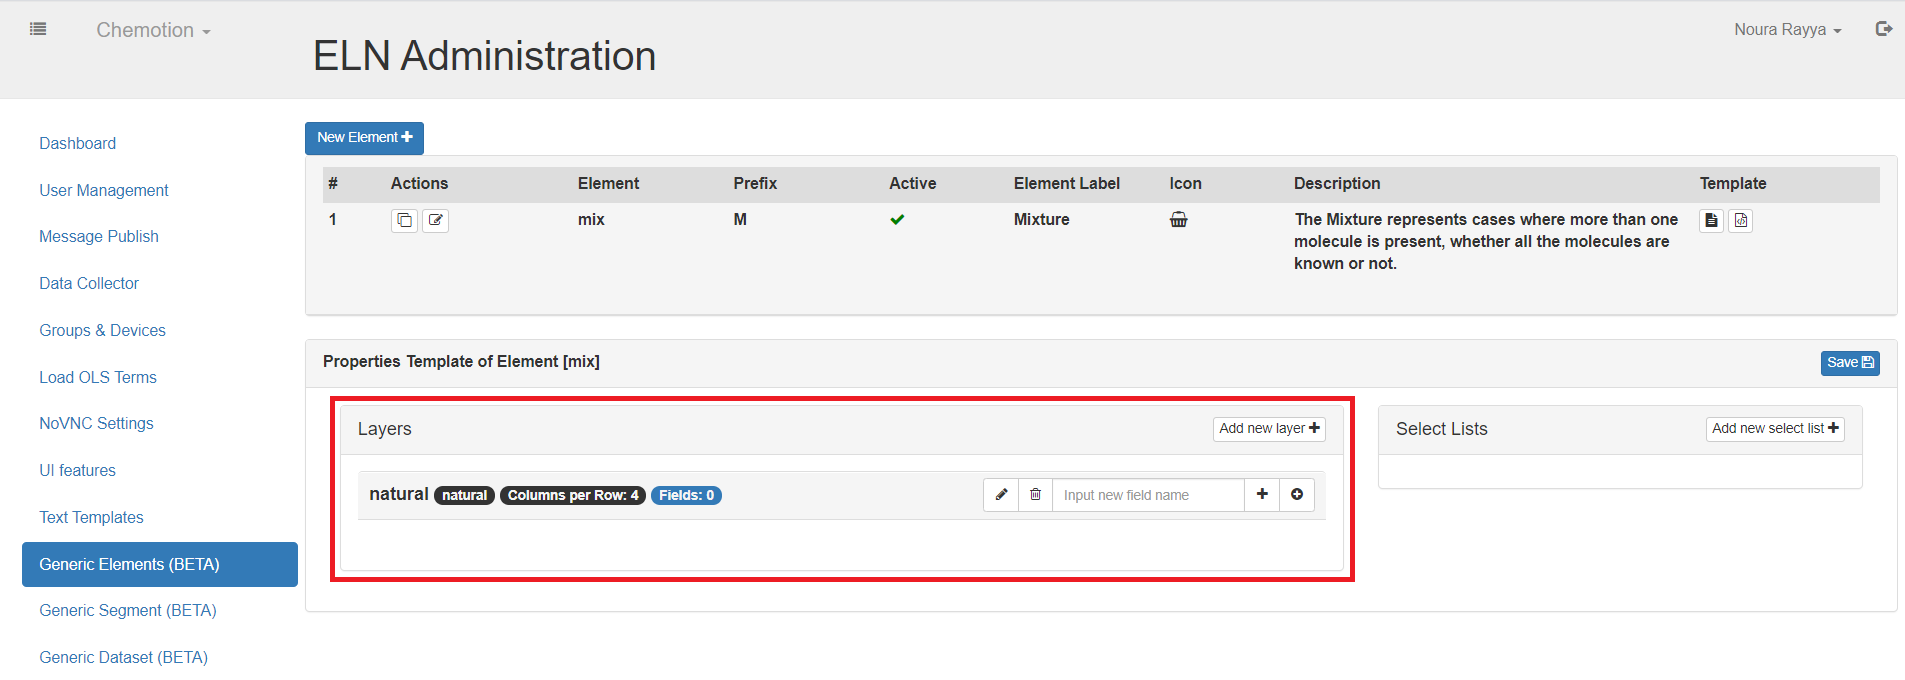 Chemotion
Noura Rayya
ELN Administration
Dashboard
User Management
Message Publish
Data Collector
Groups & Devices
Load OLS Terms
NoVNC Settings
UI features
Text Templates
Generic Elements (BETA)
Generic Segment (BETA)
Generic Dataset (BETA)
New Element
# Actions Element Prefix Active Element Label Icon Description Template
1 mix M Mixture The Mixture represents cases where more than one
molecule is present, whether all the molecules are
known or not.
Properties Template of Element [mix]
Save
Layers
Add new layer
natural natural Columns per Row: 4 Fields: 0
Input new field name
Select Lists
Add new select list